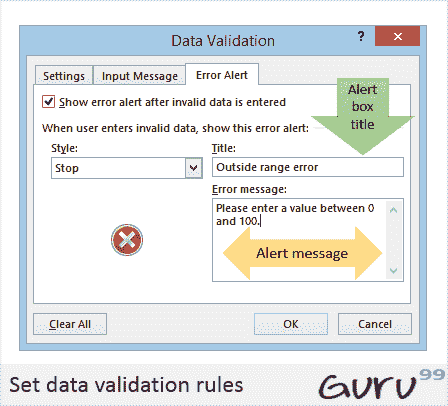 Data Validation
?
Settings
Input Message
Error Alert
Show error alert after invalid data is entered
When user enters invalid data, show this error alert:
Style:
Title:
Stop
Outside range error
Error message:
Please enter a value between 0
and 100.
Alert
box
title
Alert message
Clear All
OK
Cancel
Set data validation rules
Guru99